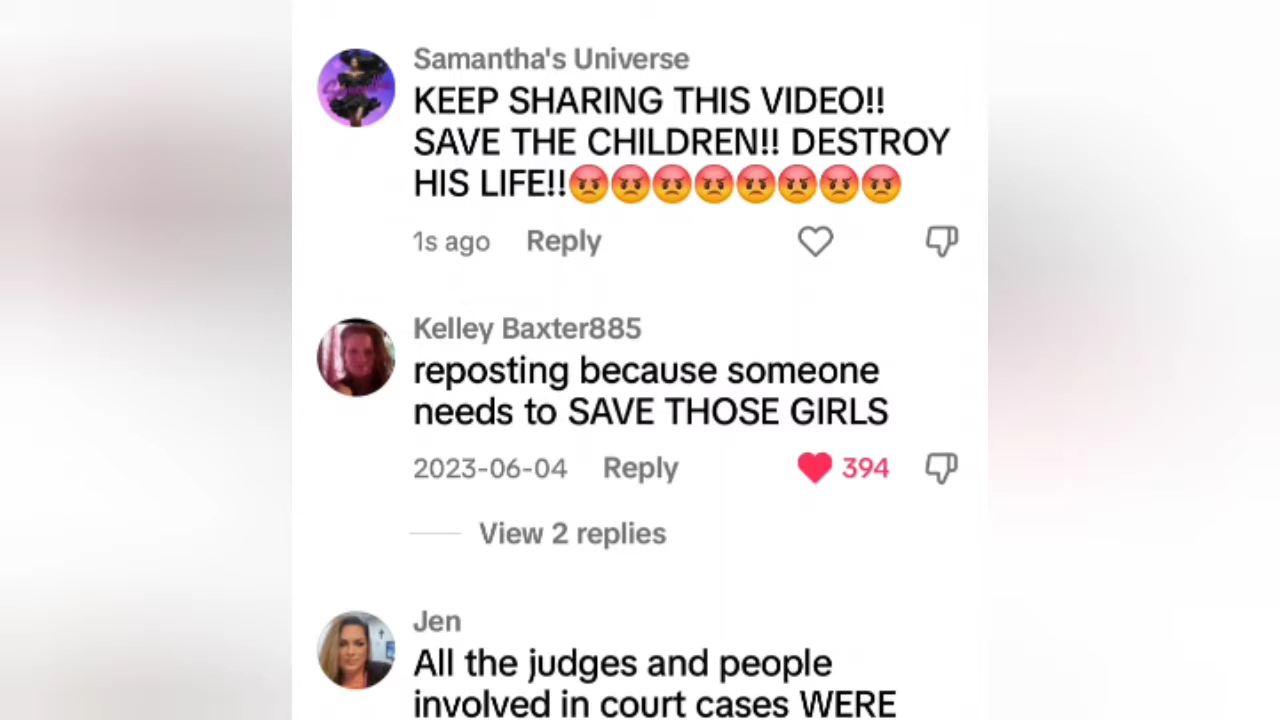 Samantha's Universe
KEEP SHARING THIS VIDEO!!
SAVE THE CHILDREN!! DESTROY
HIS LIFE!!😡😡😡😡😡😡😡😡
1s ago Reply
Kelley Baxter885
reposting because someone
needs to SAVE THOSE GIRLS
2023-06-04 Reply 394
View 2 replies
Jen
All the judges and people
involved in court cases WERE